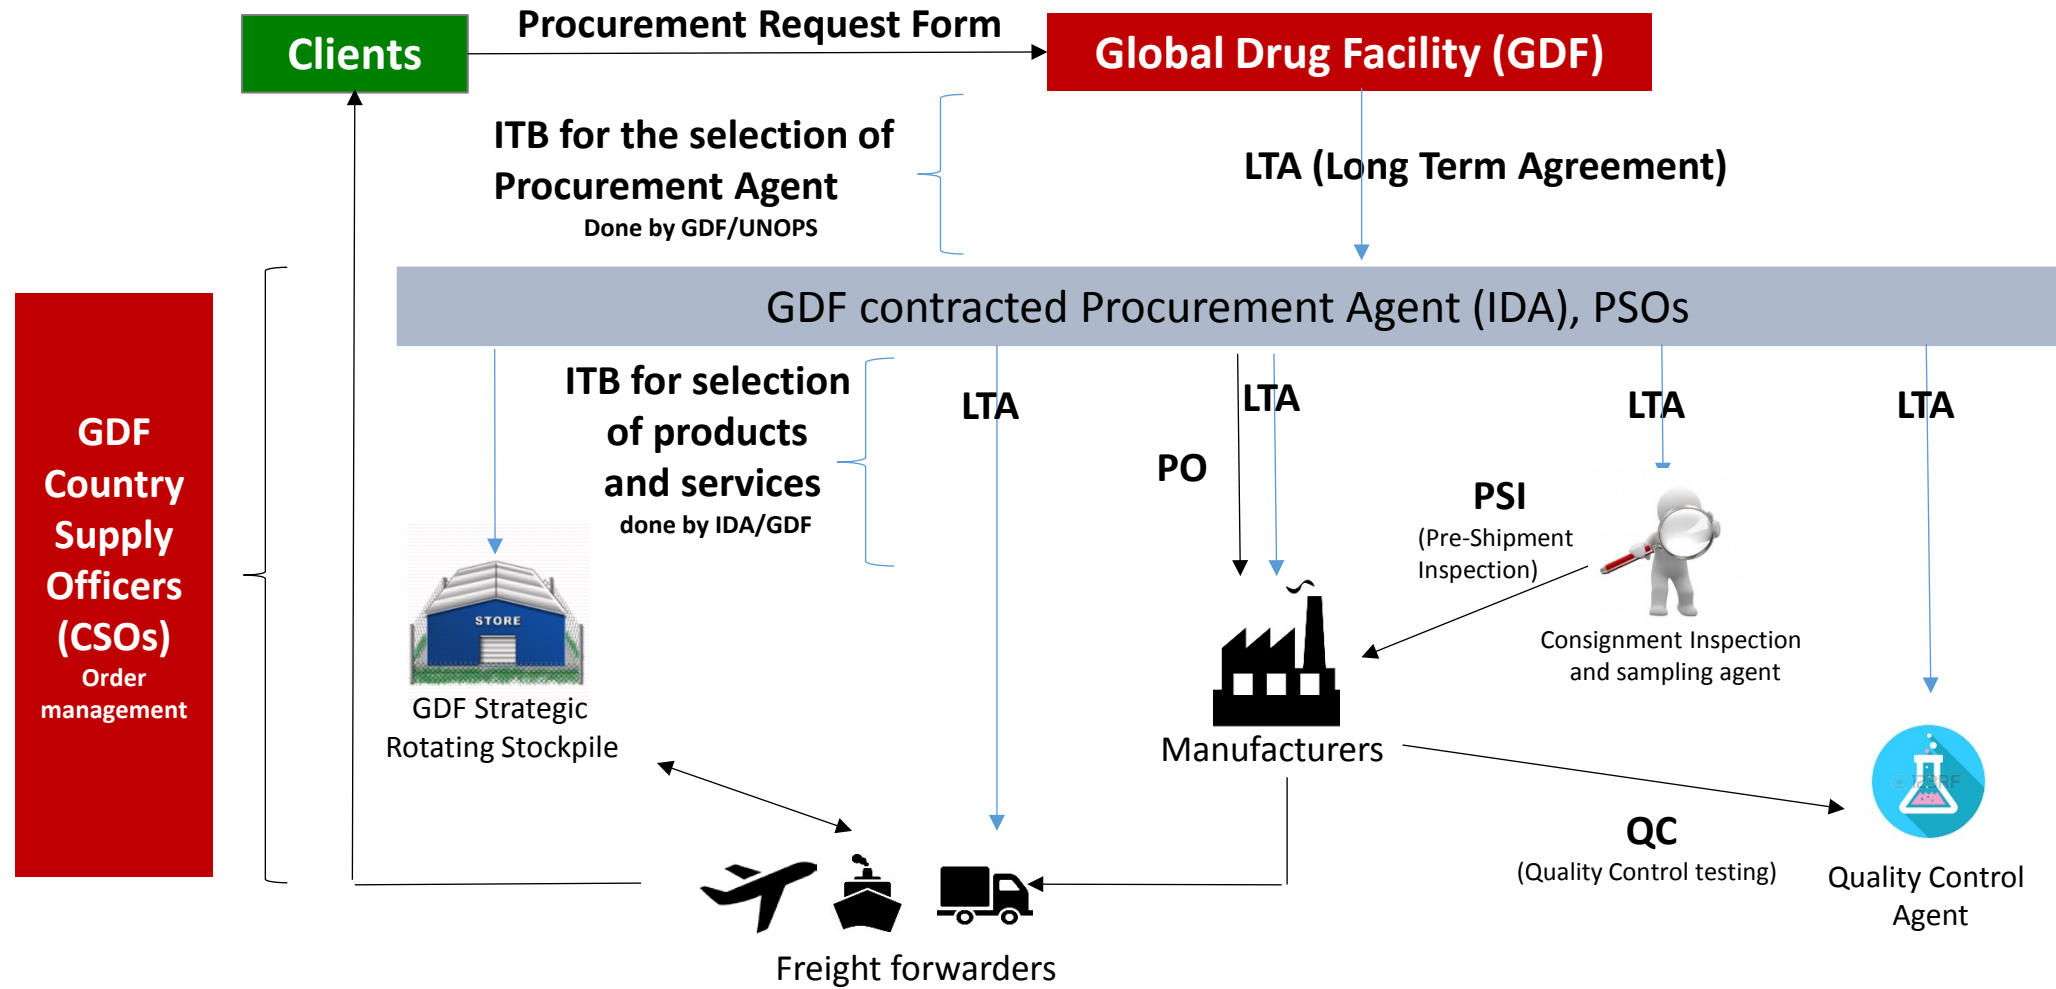 Procurement Request Form
Clients
Global Drug Facility (GDF)
ITB for the selection of
Procurement Agent
Done by GDF/UNOPS
LTA (Long Term Agreement)
GDF contracted Procurement Agent (IDA), PSOs
GDF
Country
Supply
Officers
(CSOs)
Order
management
ITB for selection
of products
and services
done by IDA/GDF
LTA
LTA
LTA
LTA
PO
PSI
(Pre-Shipment
Inspection)
STORE
GDF Strategic
Rotating Stockpile
Consignment Inspection
and sampling agent
Manufacturers
123RF
QC
(Quality Control testing)
Quality Control
Agent
Freight forwarders